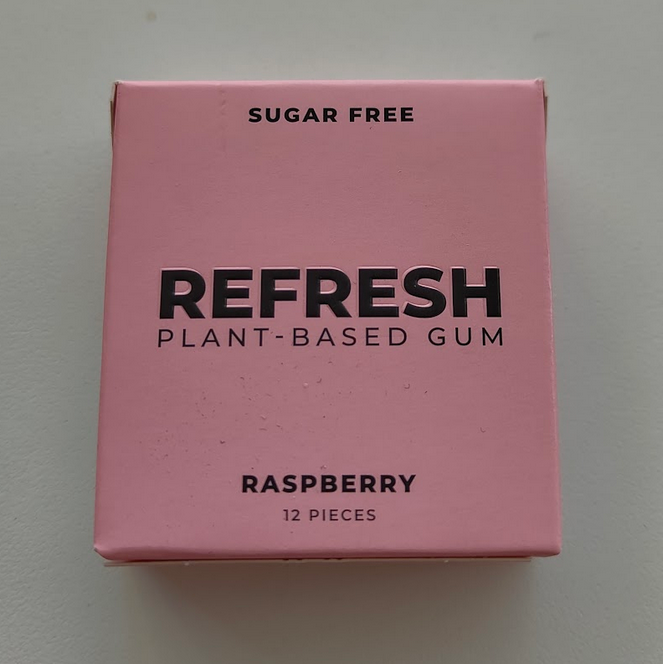 SUGAR FREE
REFRESH
PLANT-BASED GUM
RASPBERRY
12 PIECES